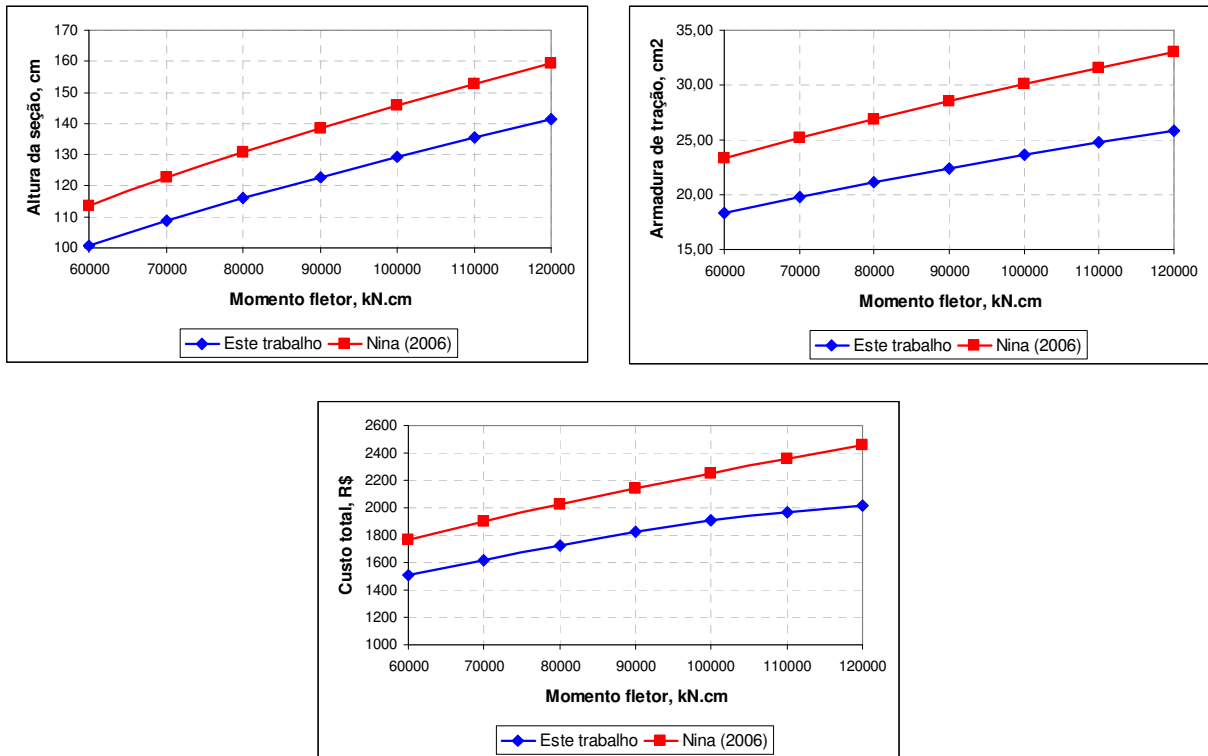 170
160
150
140
130
120
110
100
Altura da seção, cm
60000 70000 80000 90000 100000 110000 120000
Momento fletor, kN.cm
Este trabalho Nina (2006)
35,00
30,00
25,00
20,00
15,00
Armadura de tração, cm2
60000 70000 80000 90000 100000 110000 120000
Momento fletor, kN.cm
Este trabalho Nina (2006)
2600
2400
2200
2000
1800
1600
1400
1200
1000
Custo total, R$
60000 70000 80000 90000 100000 110000 120000
Momento fletor, kN.cm
Este trabalho Nina (2006)